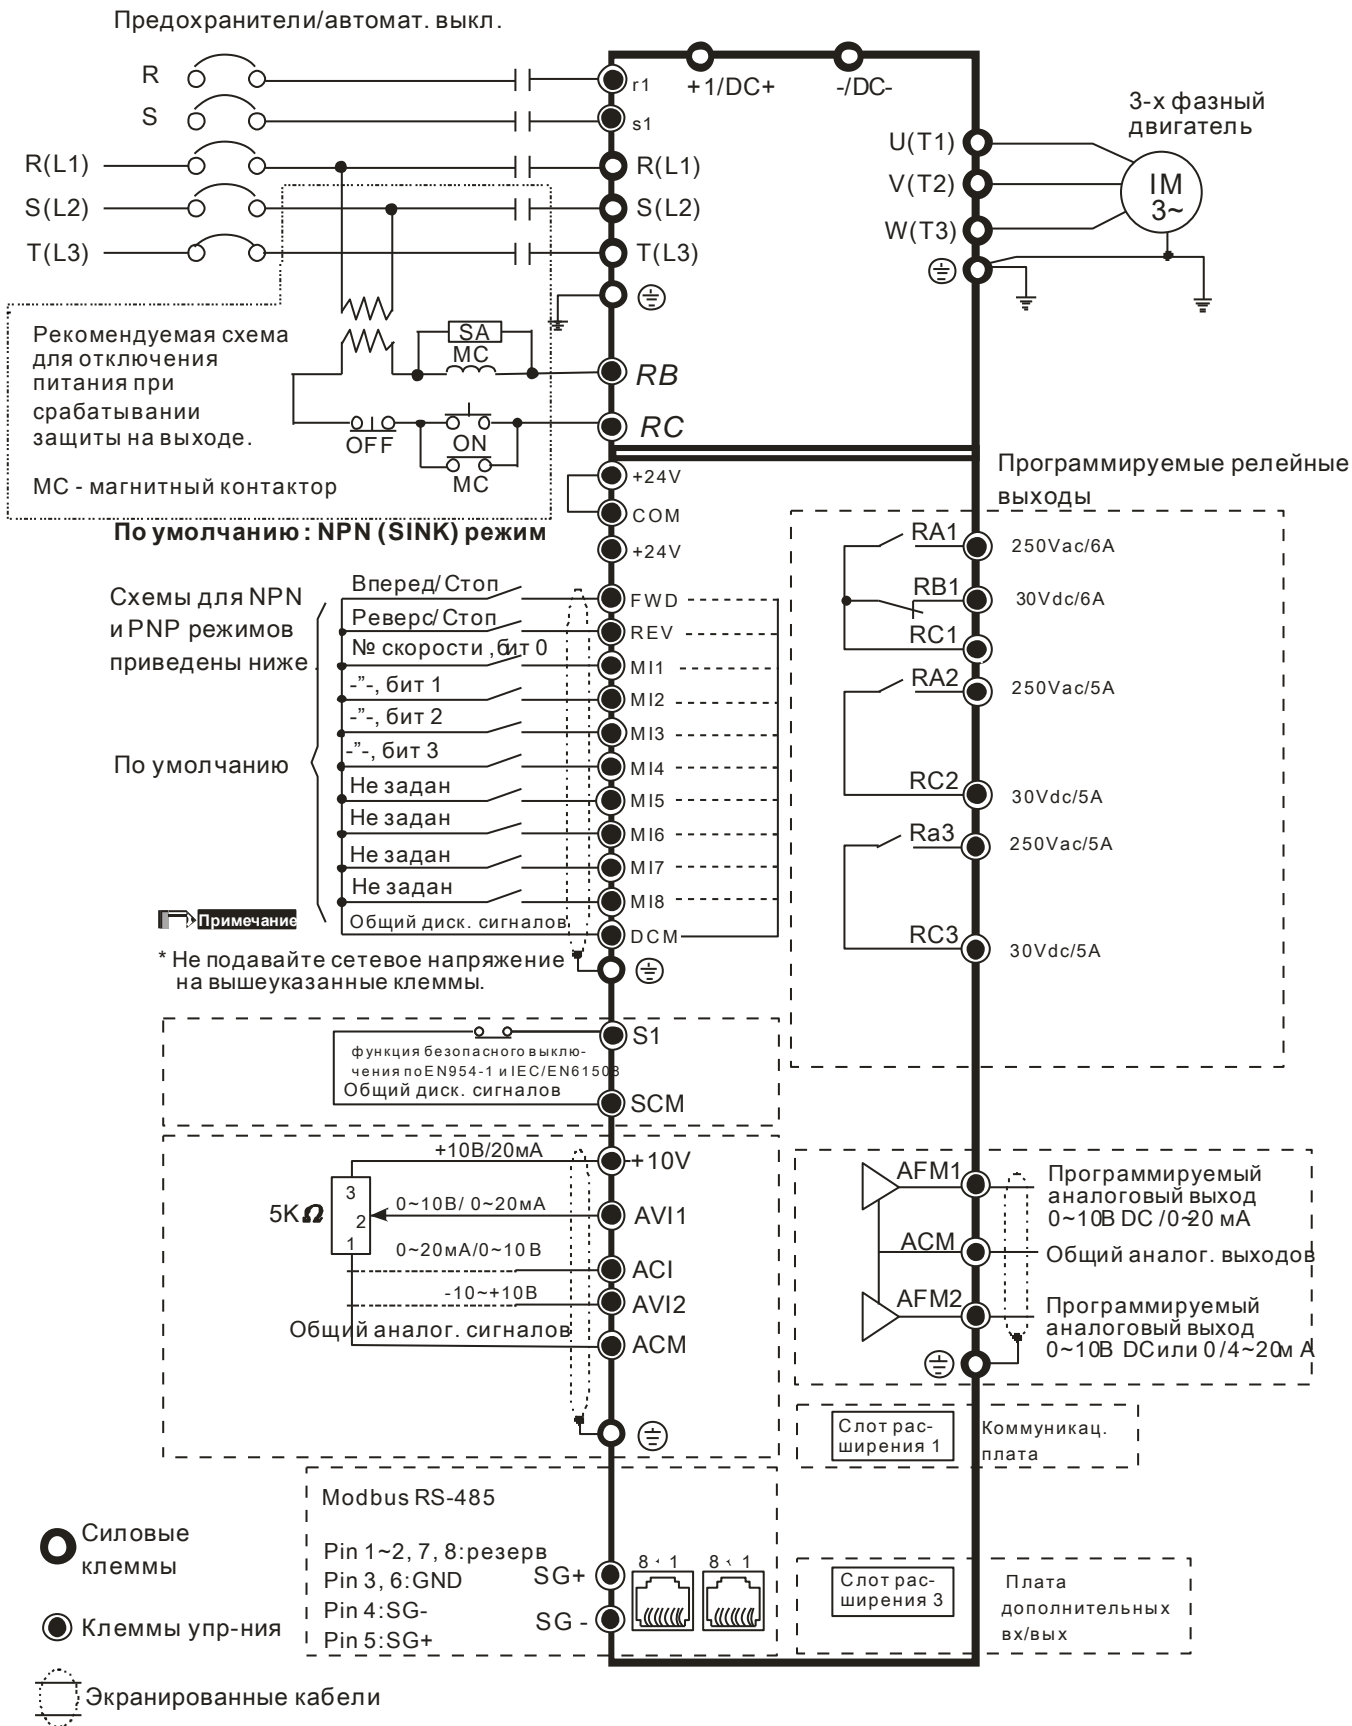 Предохранители/автомат. выкл.
R
S
R(L1)
S(L2)
T(L3)
r1
s1
R(L1)
S(L2)
T(L3)
+1/DC+
-/DC-
U(T1)
V(T2)
W(T3)
3-х фазный
двигатель
IM
3~
Рекомендуемая схема
для отключения
питания при
срабатывании
защиты на выходе.
МС - магнитный контактор
SA
MC
OFF
ON
MC
RB
RC
По умолчанию: NPN (SINK) режим
+24V
COM
+24V
Схемы для NPN
и PNP режимов
приведены ниже.
По умолчанию
Вперед/Стоп
FWD
Реверс/Стоп
REV
№ скорости, бит 0
MI1
-”-, бит 1
MI2
-”-, бит 2
MI3
-”-, бит 3
MI4
Не задан
MI5
Не задан
MI6
Не задан
MI7
Не задан
MI8
Общий диск. сигналов
DCM
Примечание
* Не подавайте сетевое напряжение
на вышеуказанные клеммы.
Программируемые релейные
выходы
RA1
250Vac/6A
RB1
30Vdc/6A
RC1
RA2
250Vac/5A
RC2
30Vdc/5A
Ra3
250Vac/5A
RC3
30Vdc/5A
S1
функция безопасного выклю-
чения по EN954-1 и IEC/EN61508
Общий диск. сигналов
SCM
+10В/20мА
+10V
5K Ω
3
2
1
0~10В/ 0~20мА
AVI1
0~20мА/0~10В
ACI
-10~+10В
AVI2
Общий аналог. сигналов
ACM
AFM1
Программируемый
аналоговый выход
0~10В DC /0~20 мА
ACM
Общий аналог. выходов
AFM2
Программируемый
аналоговый выход
0~10В DC или 0/4~20м А
Слот рас-
ширения 1
Коммуникац.
плата
Modbus RS-485
Pin 1~2, 7, 8:резерв
Pin 3, 6:GND
Pin 4:SG-
Pin 5:SG+
SG+
SG -
8 1
8 1
Слот рас-
ширения 3
Плата
дополнительных
вх/вых
Силовые
клеммы
Клеммы упр-ния
Экранированные кабели